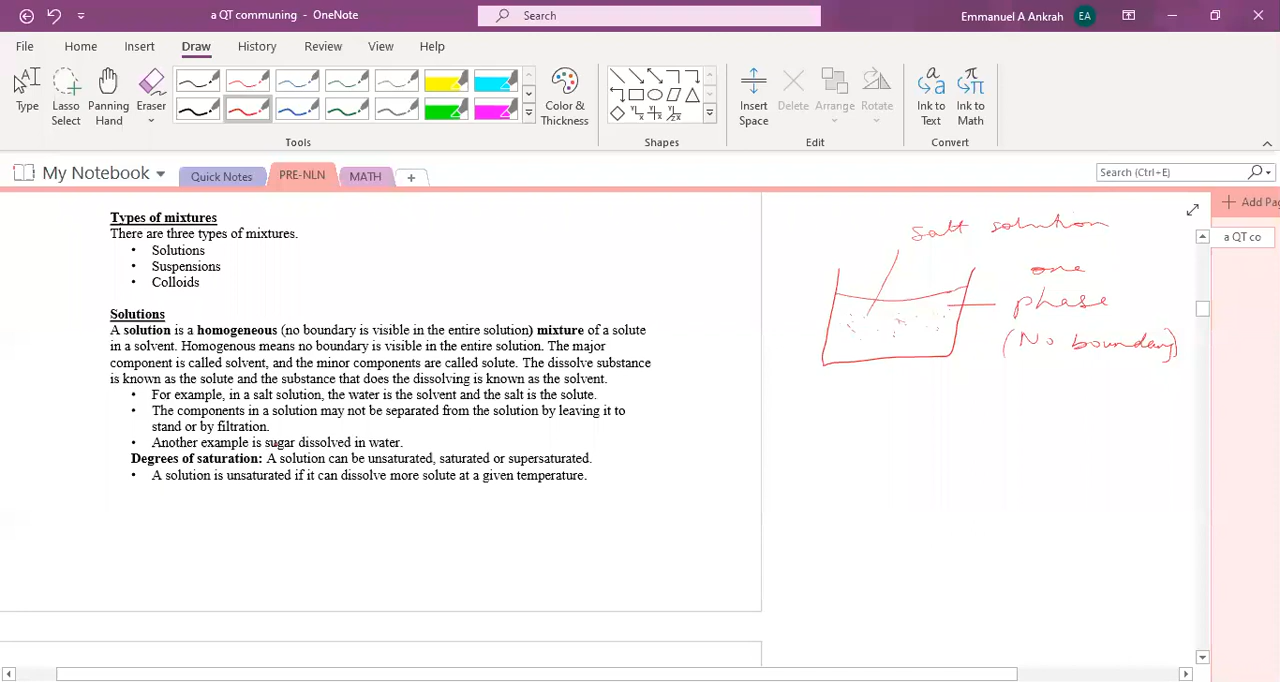 a QT communing - OneNote
Search
Emmanuel A Ankrah
EA
File Home Insert Draw History Review View Help
Type
Lasso Select
Panning Hand
Eraser
Color & Thickness
Insert Space
Delete
Arrange
Rotate
Ink to Text
Ink to Math
Tools
Shapes
Edit
Convert
My Notebook
Quick Notes
PRE-NLN
MATH
Search (Ctrl+E)
Add Pag
a QT co
Types of mixtures
There are three types of mixtures.
• Solutions
• Suspensions
• Colloids
Solutions
A solution is a homogeneous (no boundary is visible in the entire solution) mixture of a solute
in a solvent. Homogenous means no boundary is visible in the entire solution. The major
component is called solvent, and the minor components are called solute. The dissolve substance
is known as the solute and the substance that does the dissolving is known as the solvent.
• For example, in a salt solution, the water is the solvent and the salt is the solute.
• The components in a solution may not be separated from the solution by leaving it to
stand or by filtration.
• Another example is sugar dissolved in water.
Degrees of saturation: A solution can be unsaturated, saturated or supersaturated.
• A solution is unsaturated if it can dissolve more solute at a given temperature.
salt solution
one
phase
(No boundary)